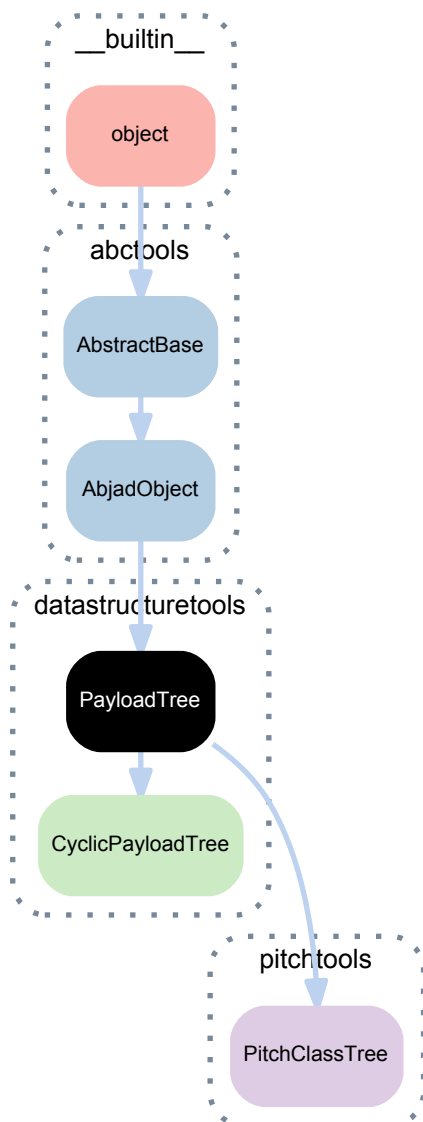 __builtin__
object
abctools
AbstractBase
AbjadObject
datastructuretools
PayloadTree
CyclicPayloadTree
pitchtools
PitchClassTree